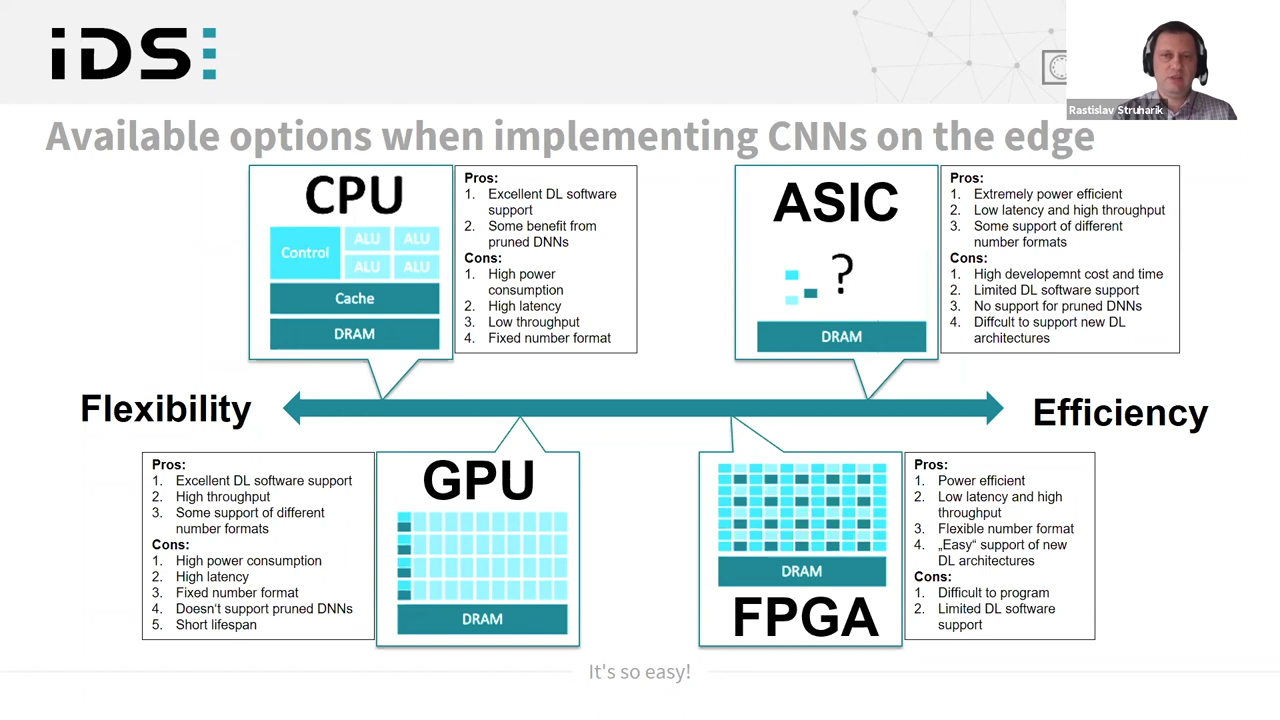 iDS
Rastislav Struharik
Available options when implementing CNNs on the edge
CPU
Control
ALU ALU
ALU ALU
Cache
DRAM
Pros:
1. Excellent DL software
support
2. Some benefit from
pruned DNNs
Cons:
1. High power
consumption
2. High latency
3. Low throughput
4. Fixed number format
ASIC
?
DRAM
Pros:
1. Extremely power efficient
2. Low latency and high throughput
3. Some support of different
number formats
Cons:
1. High developemnt cost and time
2. Limited DL software support
3. No support for pruned DNNs
4. Diffcult to support new DL
architectures
Flexibility
Efficiency
Pros:
1. Excellent DL software support
2. High throughput
3. Some support of different
number formats
Cons:
1. High power consumption
2. High latency
3. Fixed number format
4. Doesn't support pruned DNNs
5. Short lifespan
GPU
DRAM
DRAM
FPGA
Pros:
1. Power efficient
2. Low latency and high
throughput
3. Flexible number format
4. „Easy“ support of new
DL architectures
Cons:
1. Difficult to program
2. Limited DL software
support
It's so easy!